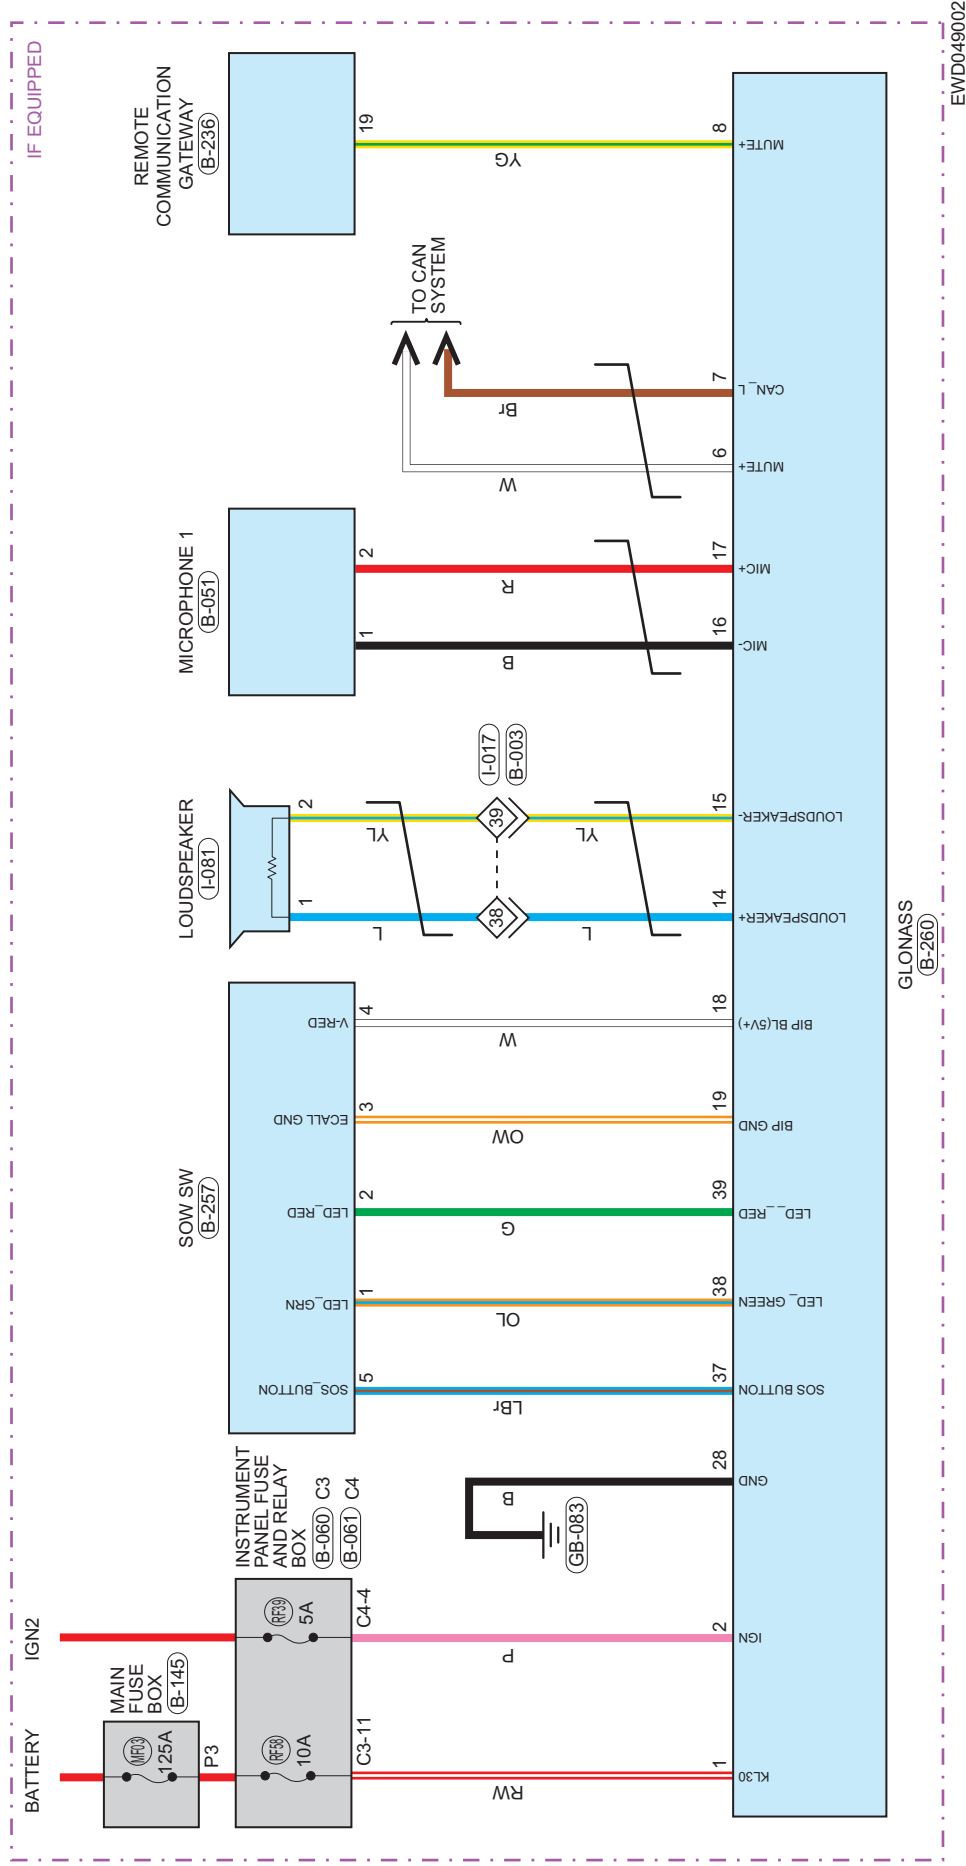 IF EQUIPPED
BATTERY
IGN2
MAIN
FUSE
BOX
B-145
MF03
125A
P3
INSTRUMENT
PANEL FUSE
AND RELAY
BOX
B-060 C3
B-061 C4
RF58
10A
RF39
5A
C3-11
C4-4
SOW SW
B-257
SOS_BUTTON
LED_GRN
LED_RED
ECALL GND
V-RED
5
1
2
3
4
LOUDSPEAKER
I-081
1
2
MICROPHONE 1
B-051
1
2
TO CAN
SYSTEM
REMOTE
COMMUNICATION
GATEWAY
B-236
19
L
YL
38
39
I-017
B-003
RW
P
B
GB-083
LBr
OL
G
OW
W
L
YL
B
R
W
Br
YG
1
2
28
37
38
39
19
18
14
15
16
17
6
7
8
KL30
IGN
GND
SOS BUTTON
LED_GREEN
LED__RED
BIP GND
BIP BL(5V+)
LOUDSPEAKER+
LOUDSPEAKER-
MIC-
MIC+
MUTE+
CAN_L
MUTE+
GLONASS
B-260
EWD049002